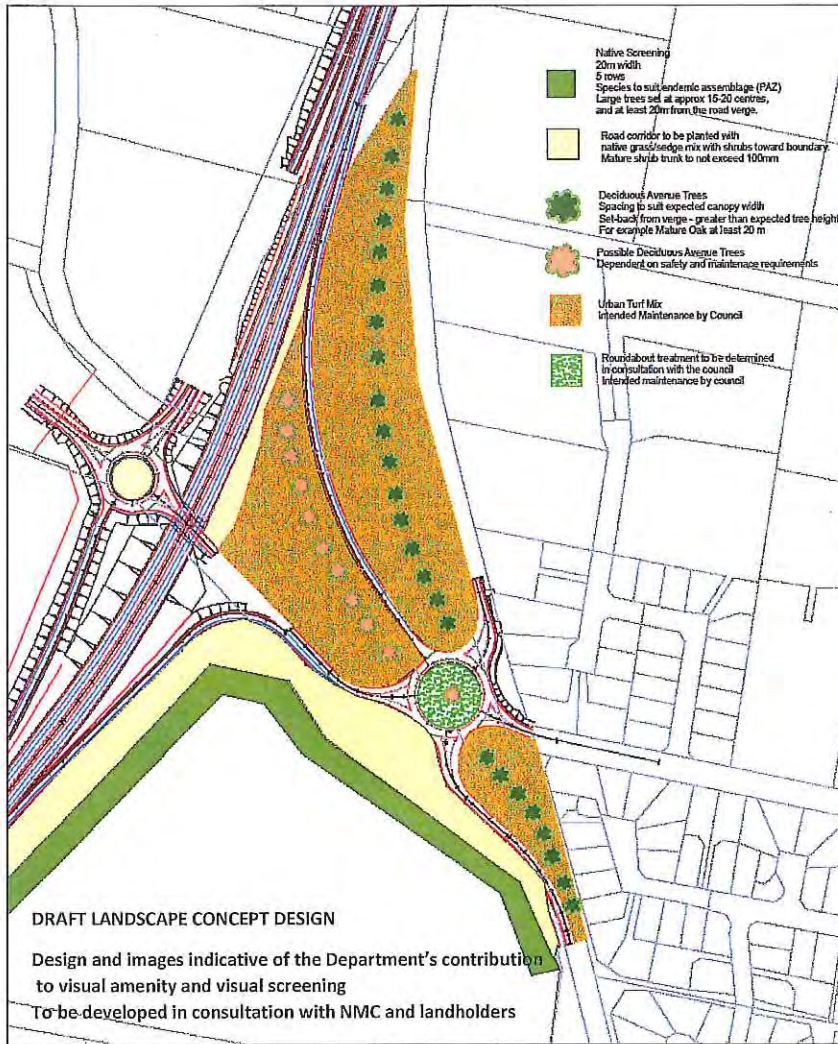 Native Screening
20m width
5 rows
Species to suit endemic assemblage (PAZ)
Large trees set at approx 15-20 centres,
and at least 20m from the road verge.
Road corridor to be planted with
native grass/sedge mix with shrubs toward boundary.
Mature shrub trunk to not exceed 100mm
Deciduous Avenue Trees
Spacing to suit expected canopy width
Set-back from verge - greater than expected tree height
For example Mature Oak at least 20 m
Possible Deciduous Avenue Trees
Dependent on safety and maintenace requirements
Urban Turf Mix
Intended Maintenance by Council
Roundabout treatment to be determined
in consultation with the council
Intended maintenance by council
DRAFT LANDSCAPE CONCEPT DESIGN
Design and images indicative of the Department's contribution
to visual amenity and visual screening
To be developed in consultation with NMC and landholders